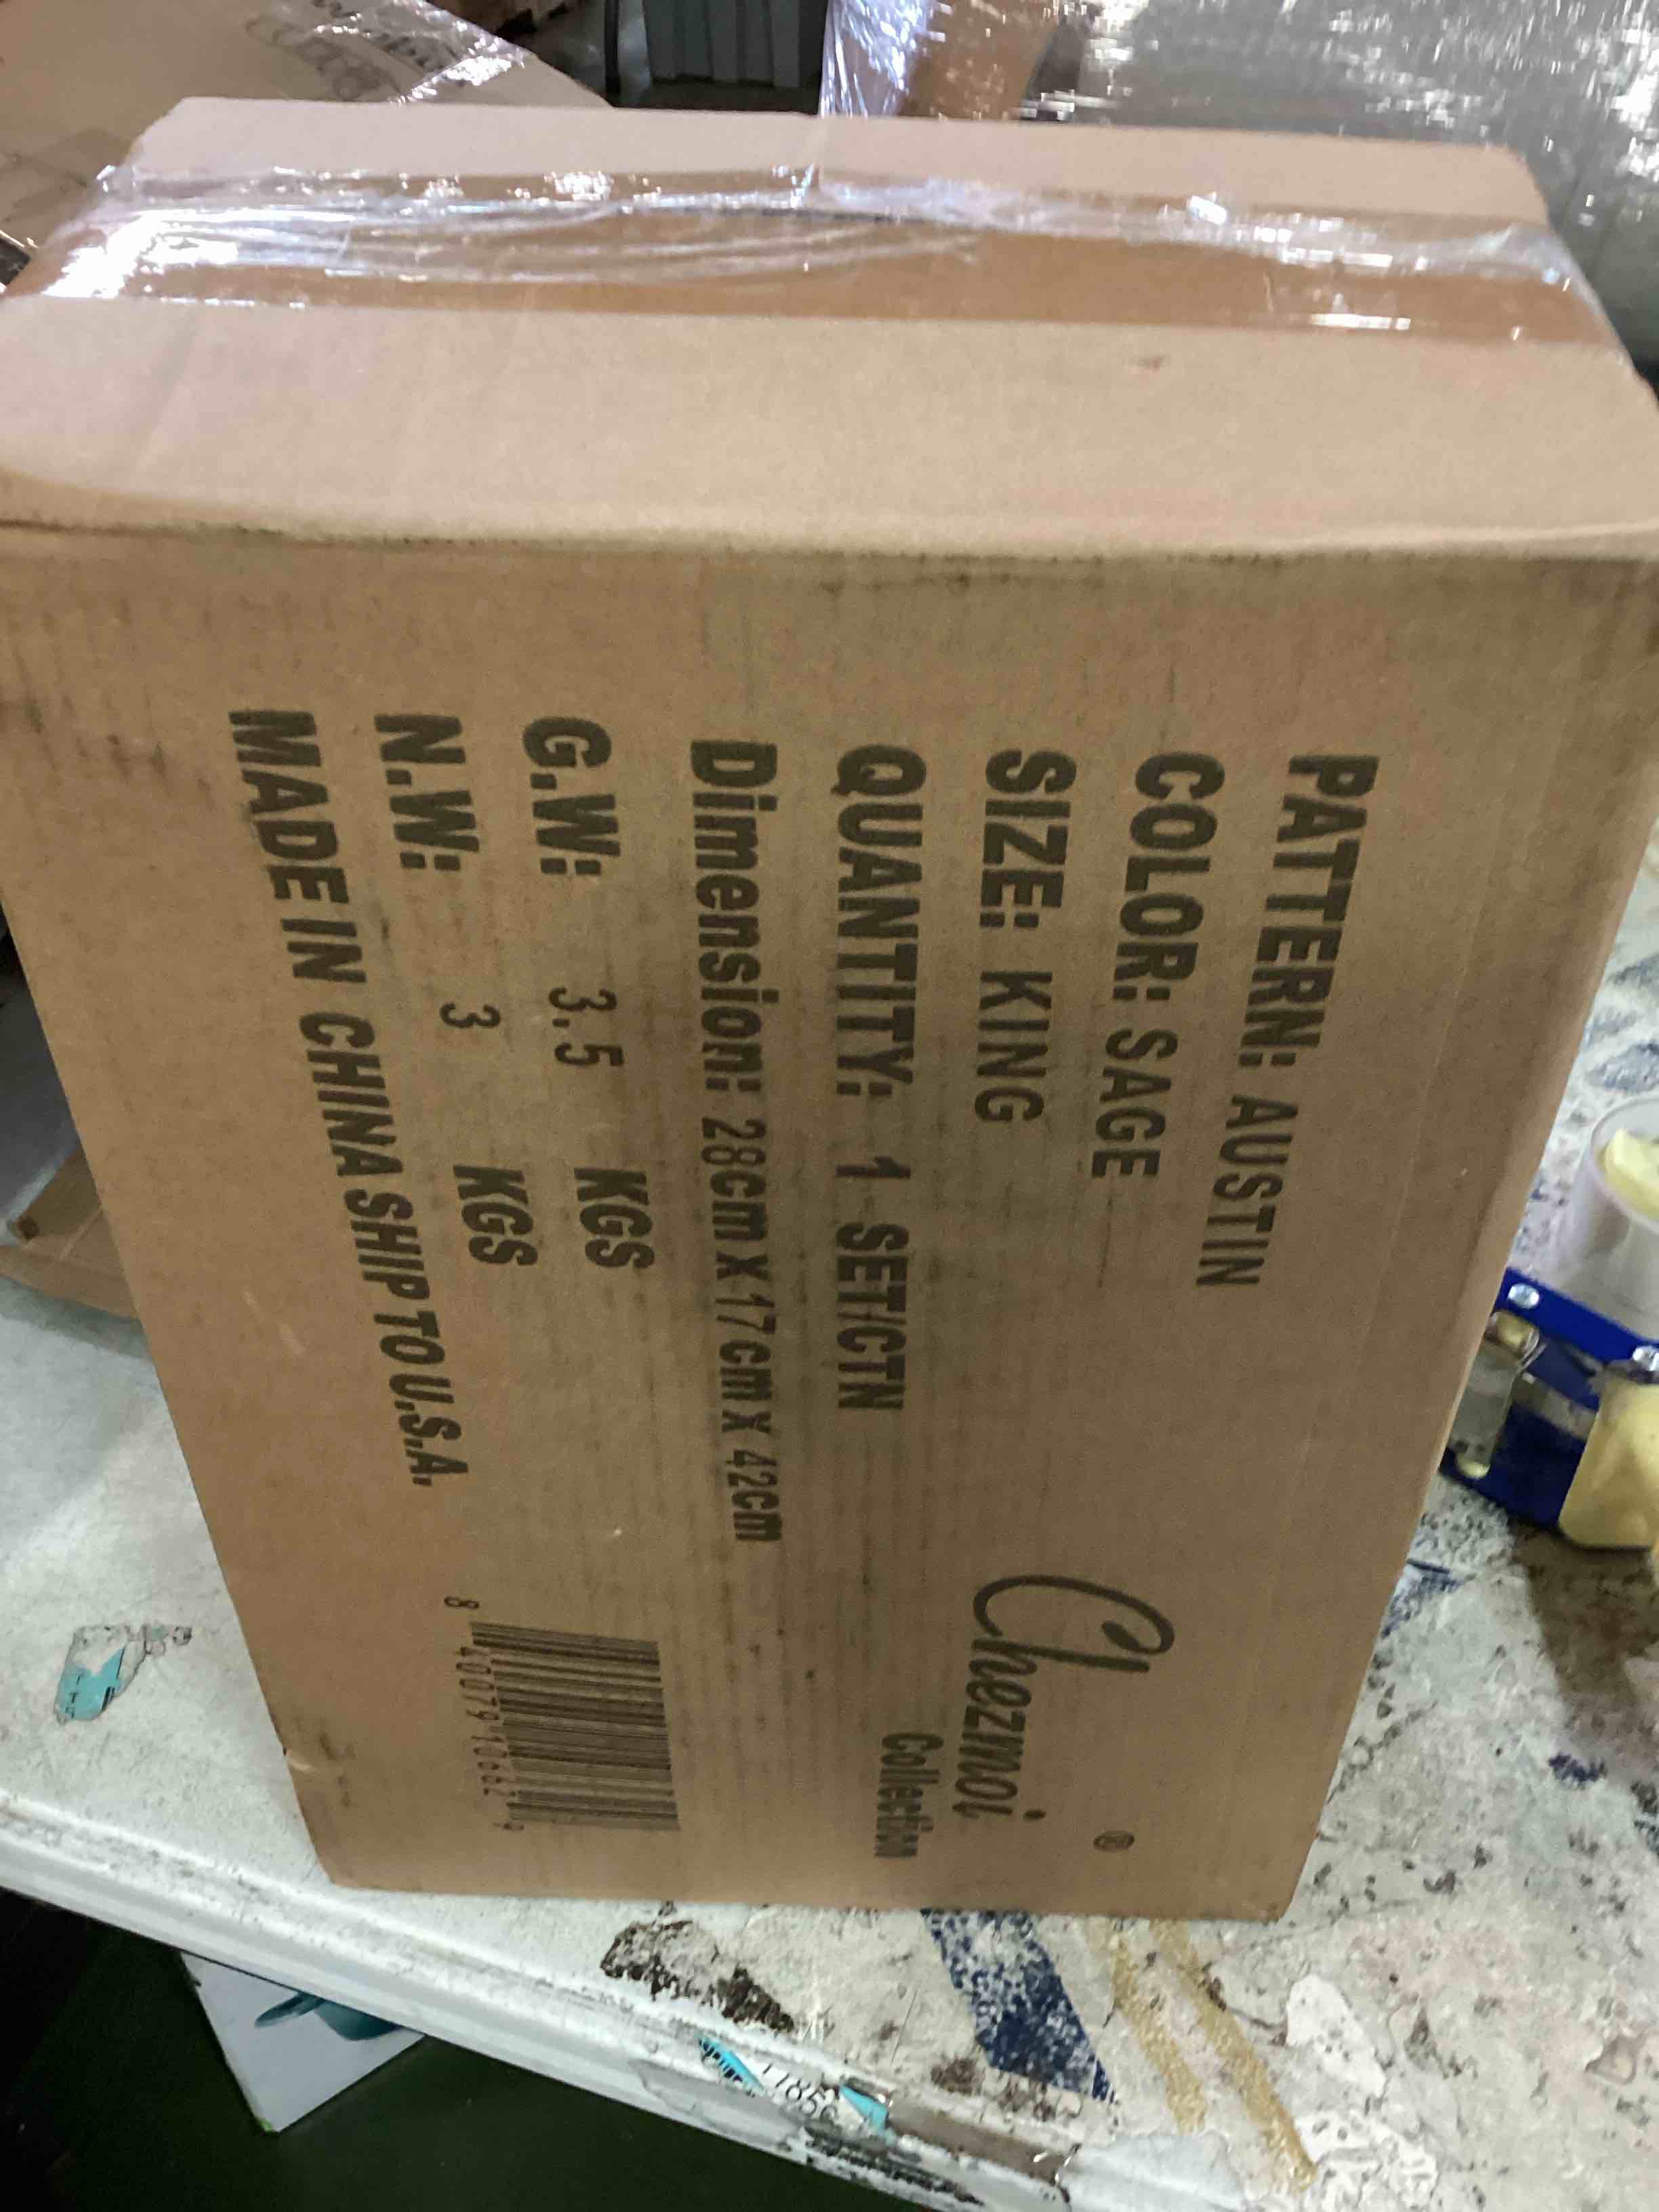 PATTERN: AUSTIN
COLOR: SAGE
SIZE: KING
QUANTITY: 1 SET/CTN
Dimension: 28cm X 17cm X 42cm
G.W: 3.5 KGS
N.W: 3 KGS
MADE IN CHINA SHIP TO U.S.A.
Chezmoi ®
Collection